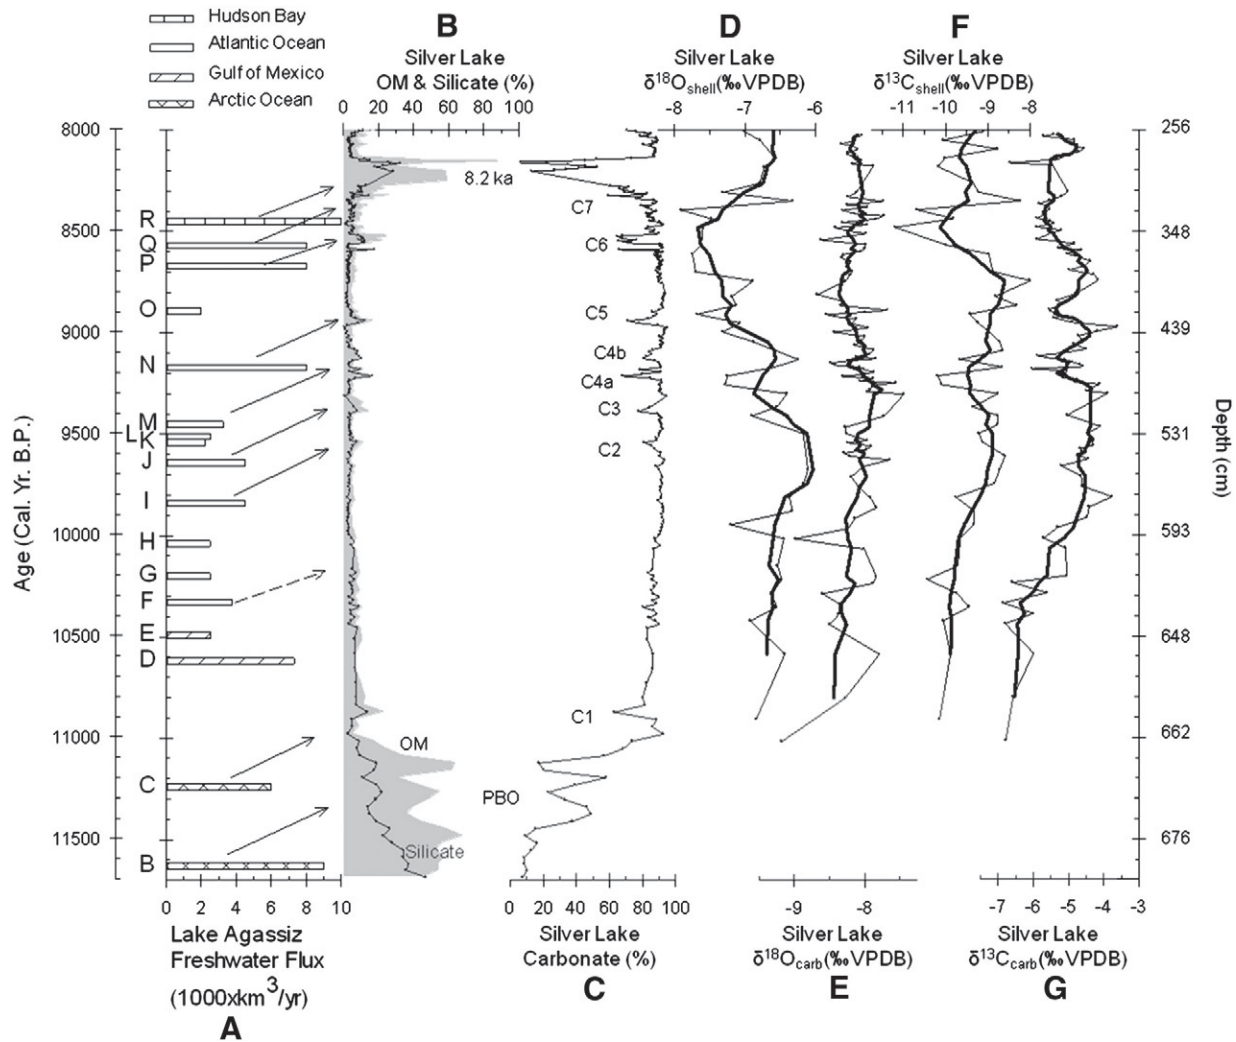 Hudson Bay
Atlantic Ocean
Gulf of Mexico
Arctic Ocean
B
Silver Lake
OM & Silicate (%)
0 20 40 60 80 100
D
Silver Lake
δ¹⁸O_shell(‰ VPDB)
-8 -7 -6
F
Silver Lake
δ¹³C_shell(‰ VPDB)
-11 -10 -9 -8
Age (Cal. Yr. B.P.)
8000
8500
9000
9500
10000
10500
11000
11500
R
Q
P
O
N
M
L
K
J
I
H
G
F
E
D
C
B
8.2 ka
OM
Silicate
C7
C6
C5
C4b
C4a
C3
C2
C1
PBO
256
348
439
531
593
648
662
676
Depth (cm)
0 2 4 6 8 10
Lake Agassiz
Freshwater Flux
(1000xkm³/yr)
A
0 20 40 60 80 100
Silver Lake
Carbonate (%)
C
-9 -8
Silver Lake
δ¹⁸O_carb(‰ VPDB)
E
-7 -6 -5 -4 -3
Silver Lake
δ¹³C_carb(‰ VPDB)
G